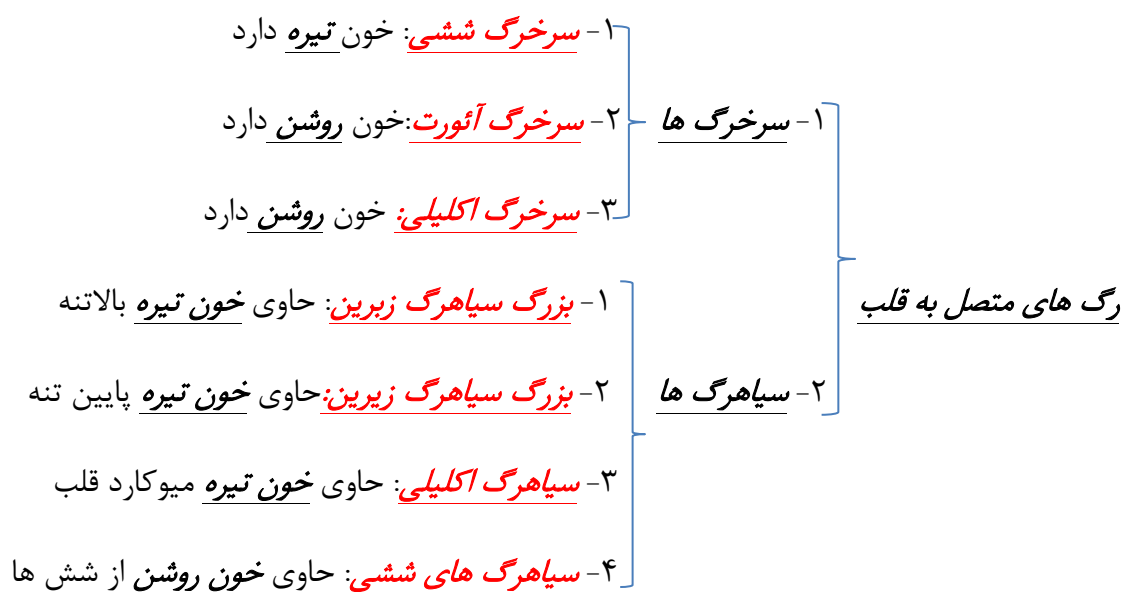 رگ های متصل به قلب
۱- سرخرگ ها
۱- سرخرگ ششی: خون تیره دارد
۲- سرخرگ آئورت:خون روشن دارد
۳- سرخرگ اکلیلی: خون روشن دارد
۲- سیاهرگ ها
۱- بزرگ سیاهرگ زبرین: حاوی خون تیره بالاتنه
۲- بزرگ سیاهرگ زیرین:حاوی خون تیره پایین تنه
۳- سیاهرگ اکلیلی: حاوی خون تیره میوکارد قلب
۴- سیاهرگ های ششی: حاوی خون روشن از شش ها